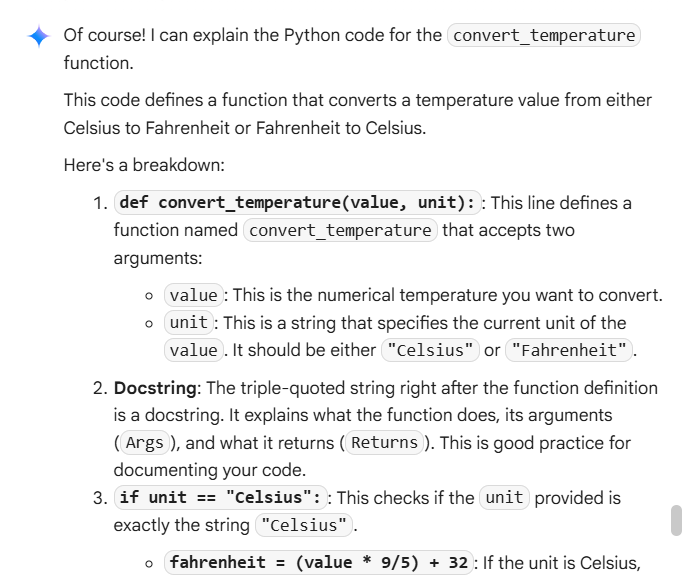 Of course! I can explain the Python code for the convert_temperature
function.
This code defines a function that converts a temperature value from either
Celsius to Fahrenheit or Fahrenheit to Celsius.
Here's a breakdown:
1. def convert_temperature(value, unit): : This line defines a
function named convert_temperature that accepts two
arguments:
○ value : This is the numerical temperature you want to convert.
○ unit : This is a string that specifies the current unit of the
value . It should be either "Celsius" or "Fahrenheit" .
2. Docstring: The triple-quoted string right after the function definition
is a docstring. It explains what the function does, its arguments
( Args ), and what it returns ( Returns ). This is good practice for
documenting your code.
3. if unit == "Celsius": : This checks if the unit provided is
exactly the string "Celsius" .
○ fahrenheit = (value * 9/5) + 32 : If the unit is Celsius,